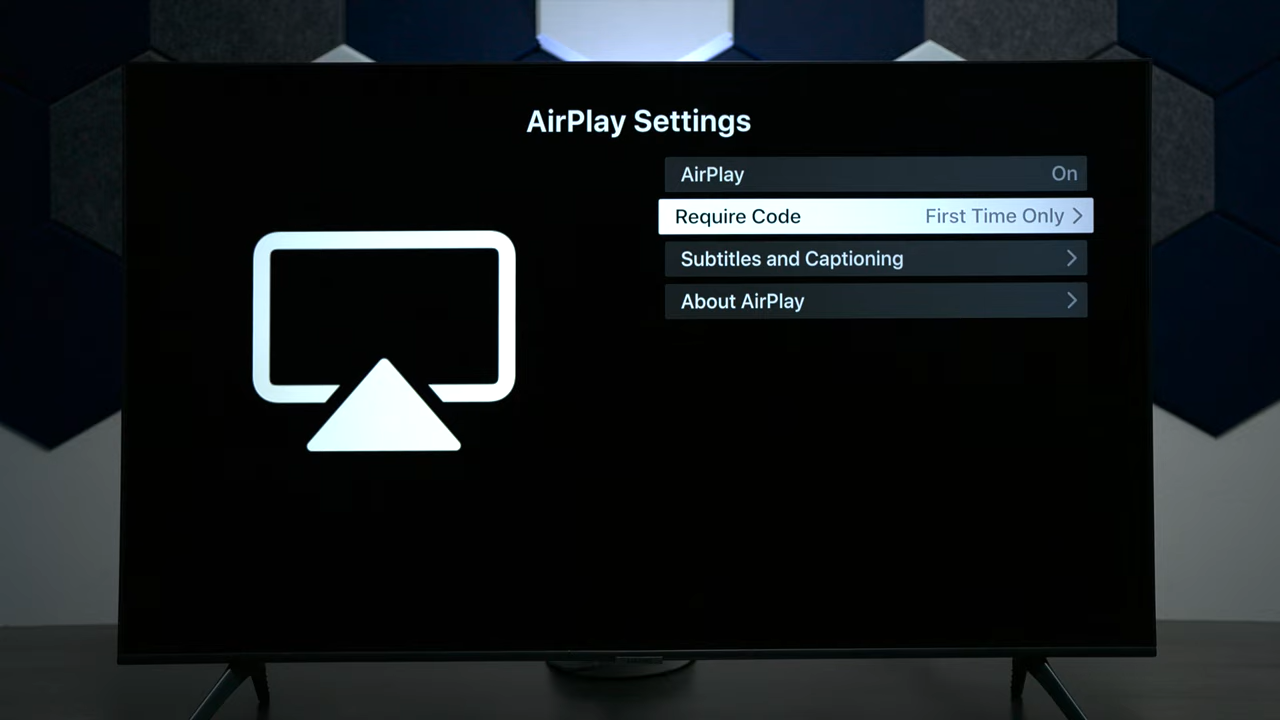 AirPlay Settings
AirPlay On
Require Code First Time Only
Subtitles and Captioning
About AirPlay